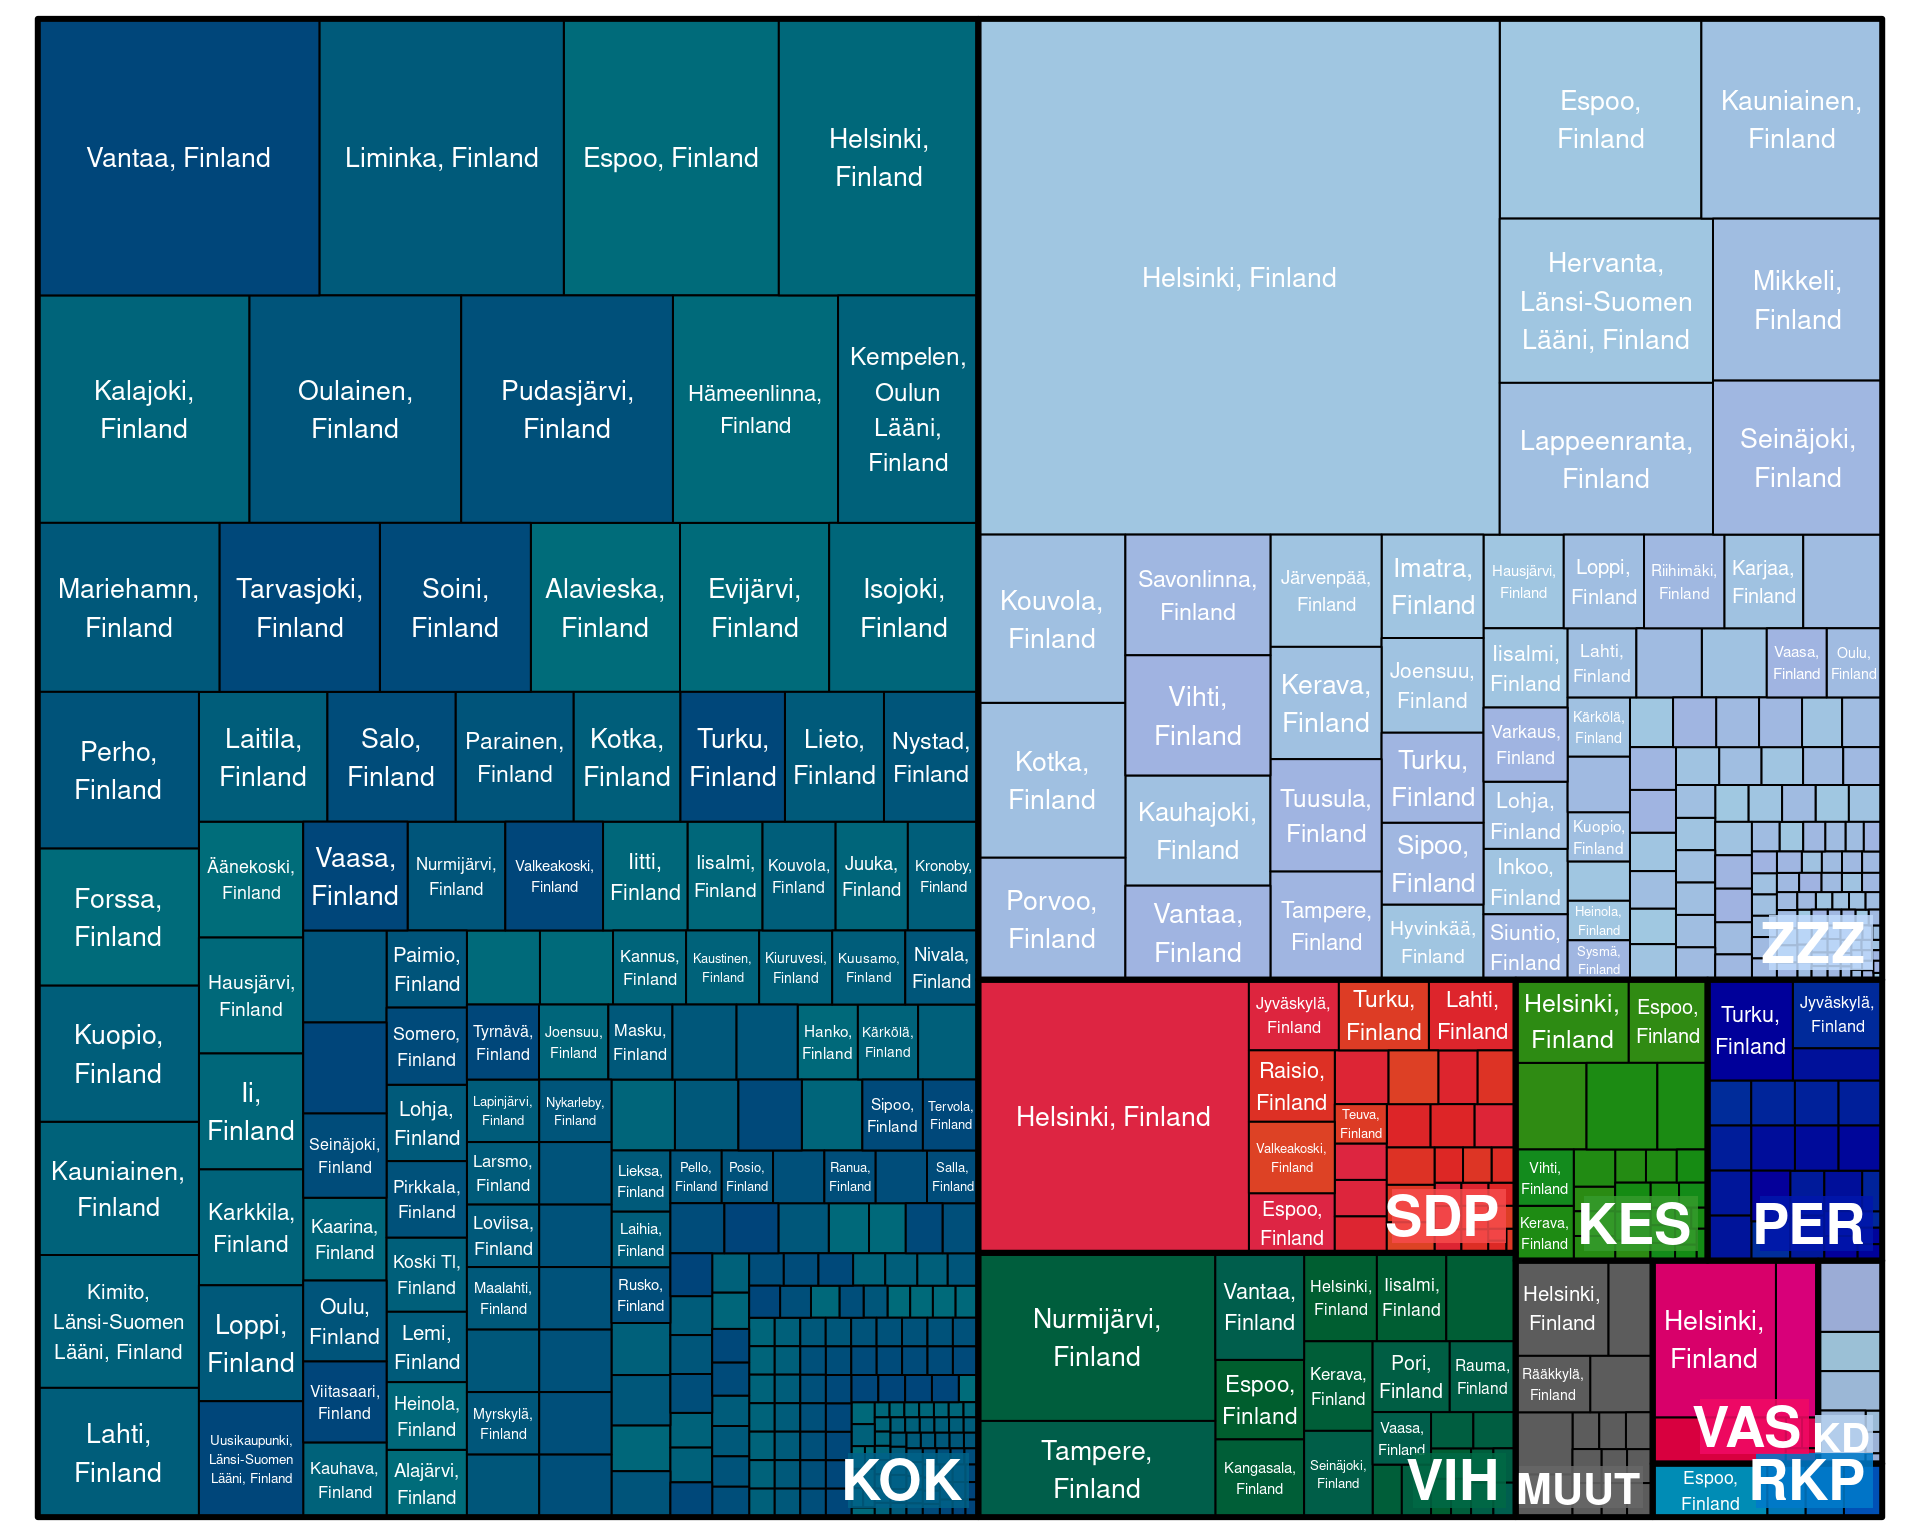 Vantaa, Finland
Liminka, Finland
Espoo, Finland
Helsinki,
Finland
Kalajoki,
Finland
Oulainen,
Finland
Pudasjärvi,
Finland
Hämeenlinna,
Finland
Kempelen,
Oulun
Lääni,
Finland
Mariehamn,
Finland
Tarvasjoki,
Finland
Soini,
Finland
Alavieska,
Finland
Evijärvi,
Finland
Isojoki,
Finland
Perho,
Finland
Laitila,
Finland
Salo,
Finland
Parainen,
Finland
Kotka,
Finland
Turku,
Finland
Lieto,
Finland
Nystad,
Finland
Forssa,
Finland
Äänekoski,
Finland
Vaasa,
Finland
Nurmijärvi,
Finland
Valkeakoski,
Finland
Iitti,
Finland
Iisalmi,
Finland
Kouvola,
Finland
Juuka,
Finland
Kronoby,
Finland
Kuopio,
Finland
Hausjärvi,
Finland
Paimio,
Finland
Kannus,
Finland
Kaustinen,
Finland
Kiuruvesi,
Finland
Kuusamo,
Finland
Nivala,
Finland
Somero,
Finland
Tyrnävä,
Finland
Joensuu,
Finland
Masku,
Finland
Hanko,
Finland
Kärkölä,
Finland
Kauniainen,
Finland
Ii,
Finland
Seinäjoki,
Finland
Lohja,
Finland
Lapinjärvi,
Finland
Nykarleby,
Finland
Sipoo,
Finland
Tervola,
Finland
Karkkila,
Finland
Kaarina,
Finland
Pirkkala,
Finland
Larsmo,
Finland
Lieksa,
Finland
Pello,
Finland
Posio,
Finland
Ranua,
Finland
Salla,
Finland
Loviisa,
Finland
Laihia,
Finland
Kimito,
Länsi-Suomen
Lääni, Finland
Loppi,
Finland
Oulu,
Finland
Koski Tl,
Finland
Maalahti,
Finland
Rusko,
Finland
Lemi,
Finland
Viitasaari,
Finland
Heinola,
Finland
Myrskylä,
Finland
Lahti,
Finland
Uusikaupunki,
Länsi-Suomen
Lääni, Finland
Kauhava,
Finland
Alajärvi,
Finland
KOK
Helsinki, Finland
Espoo,
Finland
Kauniainen,
Finland
Hervanta,
Länsi-Suomen
Lääni, Finland
Mikkeli,
Finland
Lappeenranta,
Finland
Seinäjoki,
Finland
Kouvola,
Finland
Savonlinna,
Finland
Järvenpää,
Finland
Imatra,
Finland
Hausjärvi,
Finland
Loppi,
Finland
Riihimäki,
Finland
Karjaa,
Finland
Vihti,
Finland
Kerava,
Finland
Joensuu,
Finland
Iisalmi,
Finland
Lahti,
Finland
Vaasa,
Finland
Oulu,
Finland
Kotka,
Finland
Kauhajoki,
Finland
Tuusula,
Finland
Turku,
Finland
Varkaus,
Finland
Kärkölä,
Finland
Lohja,
Finland
Kuopio,
Finland
Porvoo,
Finland
Vantaa,
Finland
Tampere,
Finland
Sipoo,
Finland
Inkoo,
Finland
Hyvinkää,
Finland
Siuntio,
Finland
Heinola,
Finland
Sysmä,
Finland
ZZZ
Helsinki, Finland
Jyväskylä,
Finland
Turku,
Finland
Lahti,
Finland
Raisio,
Finland
Teuva,
Finland
Valkeakoski,
Finland
Espoo,
Finland
SDP
Helsinki,
Finland
Espoo,
Finland
Vihti,
Finland
Kerava,
Finland
KES
Turku,
Finland
Jyväskylä,
Finland
PER
Nurmijärvi,
Finland
Vantaa,
Finland
Helsinki,
Finland
Iisalmi,
Finland
Espoo,
Finland
Kerava,
Finland
Pori,
Finland
Rauma,
Finland
Tampere,
Finland
Kangasala,
Finland
Seinäjoki,
Finland
Vaasa,
Finland
VIH
Helsinki,
Finland
Rääkkylä,
Finland
MUUT
Helsinki,
Finland
VAS
KD
Espoo,
Finland
RKP